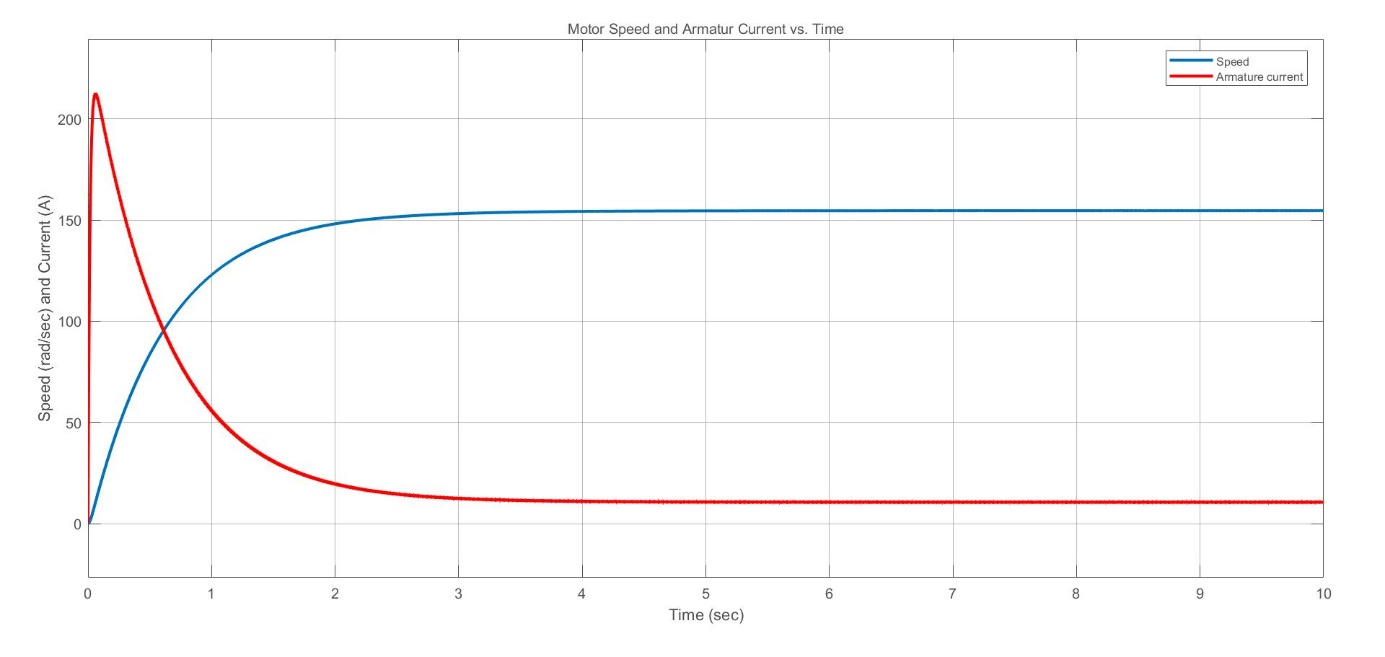 Motor Speed and Armatur Current vs. Time
Speed
Armature current
200
150
100
50
0
Speed (rad/sec) and Current (A)
0 1 2 3 4 5 6 7 8 9 10
Time (sec)